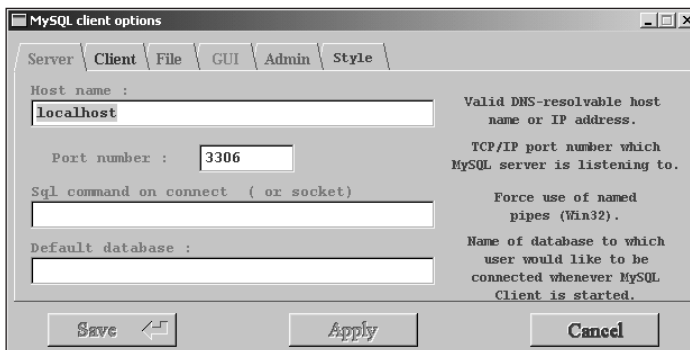 MySQL client options
Server Client File GUI Admin Style
Host name :
localhost
Valid DNS-resolvable host
name or IP address.
Port number : 3306
TCP/IP port number which
MySQL server is listening to.
Sql command on connect ( or socket)
Force use of named
pipes (Win32).
Default database :
Name of database to which
user would like to be
connected whenever MySQL
Client is started.
Save Apply Cancel